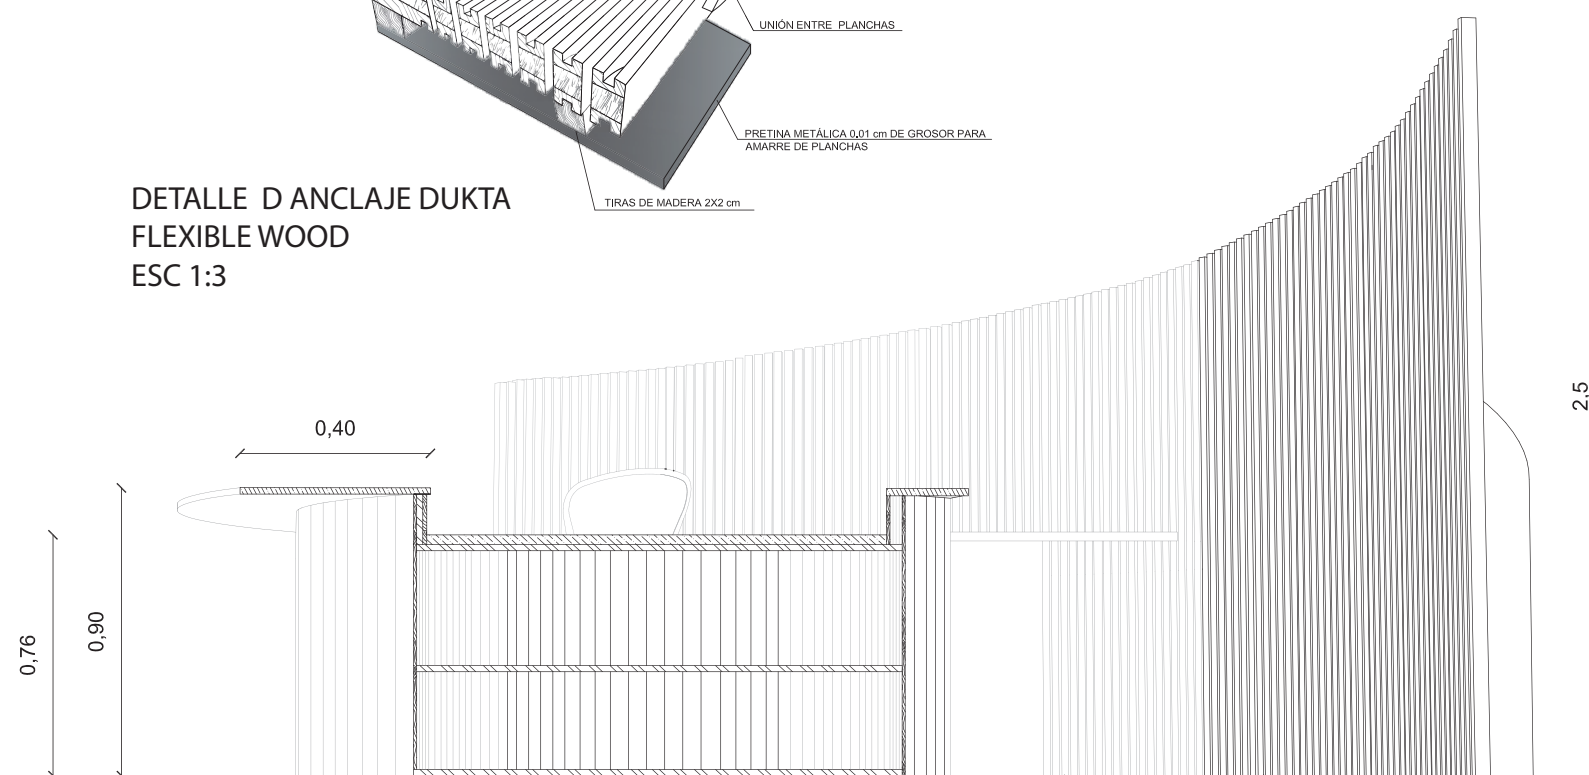 UNIÓN ENTRE PLANCHAS
PRETINA METÁLICA 0,01 cm DE GROSOR PARA
AMARRE DE PLANCHAS
TIRAS DE MADERA 2X2 cm
DETALLE D ANCLAJE DUKTA
FLEXIBLE WOOD
ESC 1:3
0,40
2,5
0,90
0,76